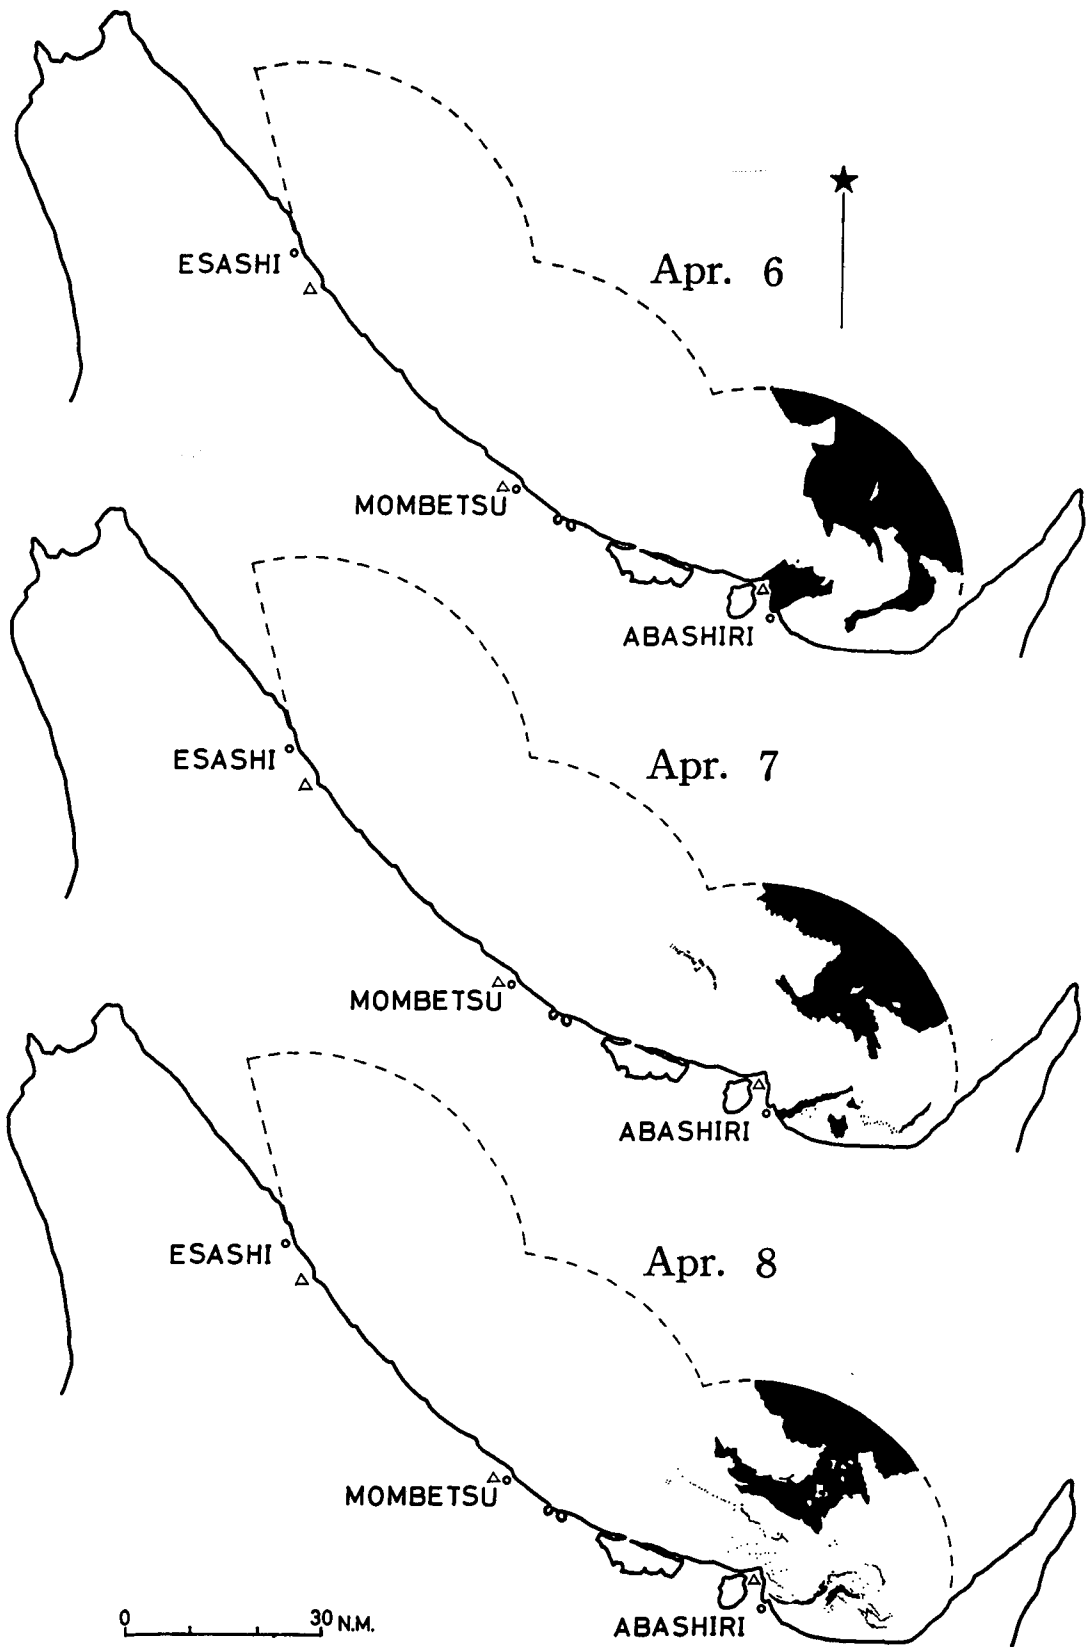 Apr. 6
ESASHI
MOMBETSU
ABASHIRI
Apr. 7
ESASHI
MOMBETSU
ABASHIRI
Apr. 8
ESASHI
MOMBETSU
ABASHIRI
0 30 N.M.